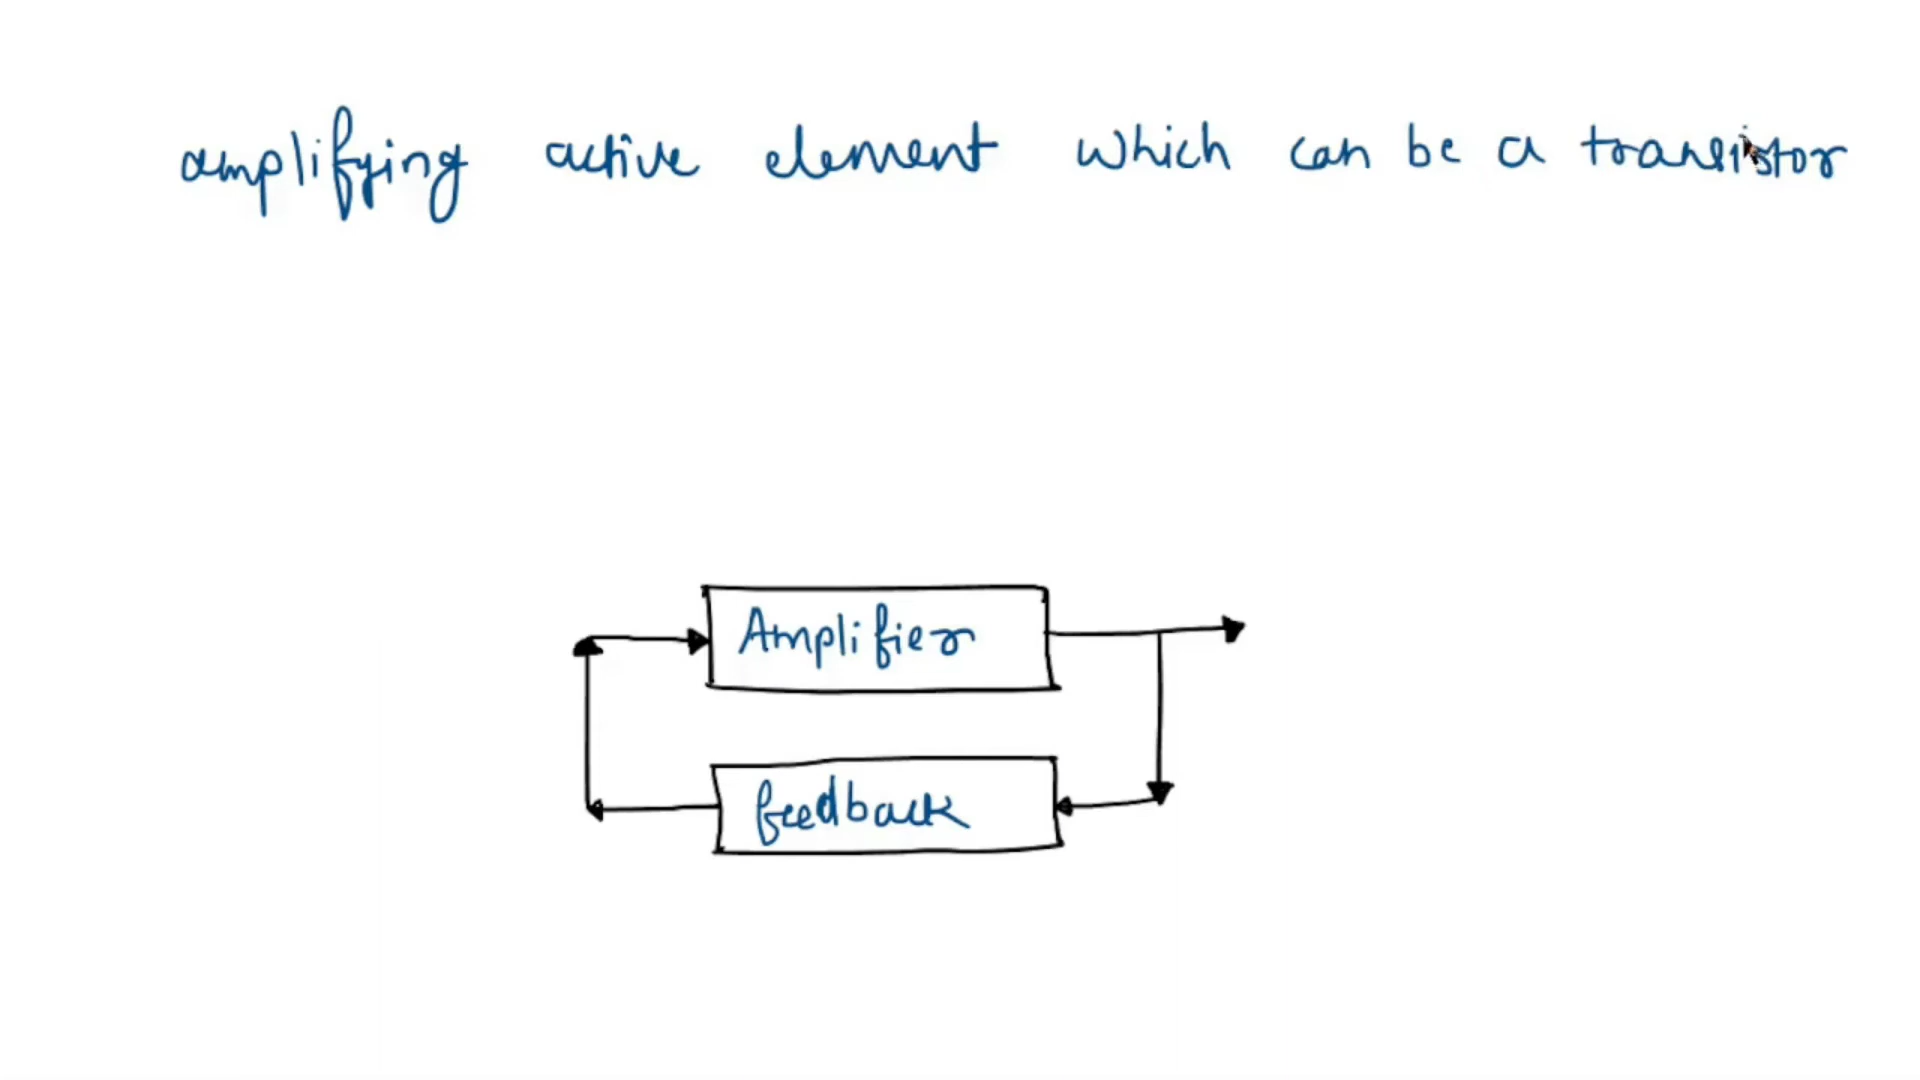 amplifying active element which can be a transistor
Amplifier
feedback